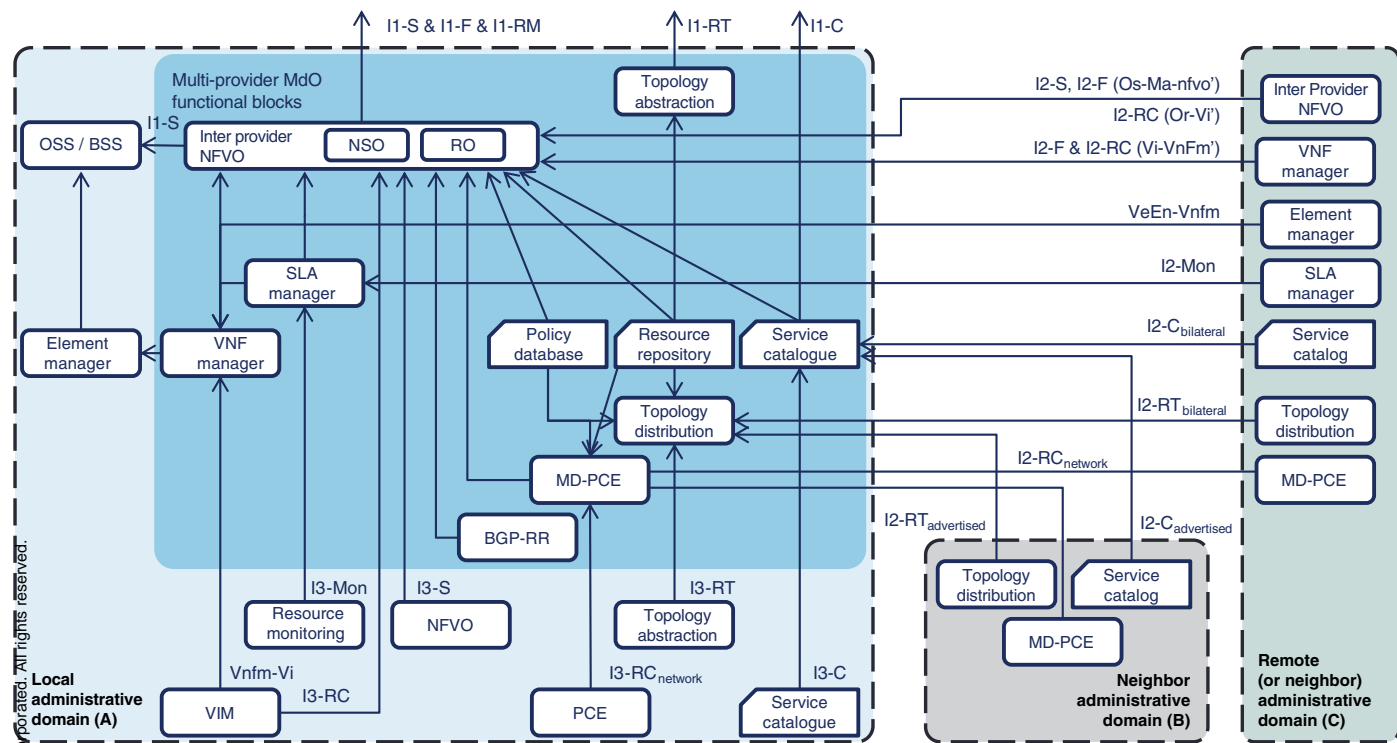 I1-S & I1-F & I1-RM
I1-RT
I1-C
Multi-provider MdO
functional blocks
Topology
abstraction
I1-S
OSS / BSS
Inter provider
NFVO
NSO
RO
I2-S, I2-F (Os-Ma-nfvo’)
I2-RC (Or-Vi’)
I2-F & I2-RC (Vi-VnFm’)
Inter Provider
NFVO
VNF
manager
VeEn-Vnfm
Element
manager
SLA
manager
I2-Mon
SLA
manager
Element
manager
VNF
manager
Policy
database
Resource
repository
Service
catalogue
I2-Cbilateral
Service
catalog
Topology
distribution
I2-RTbilateral
Topology
distribution
MD-PCE
I2-RCnetwork
MD-PCE
BGP-RR
I2-RTadvertised
I2-Cadvertised
Topology
distribution
Service
catalog
MD-PCE
I3-Mon
I3-S
I3-RT
Resource
monitoring
NFVO
Topology
abstraction
Vnfm-Vi
I3-RC
I3-RCnetwork
I3-C
VIM
PCE
Service
catalogue
Local
administrative
domain (A)
Neighbor
administrative
domain (B)
Remote
(or neighbor)
administrative
domain (C)
All rights reserved.